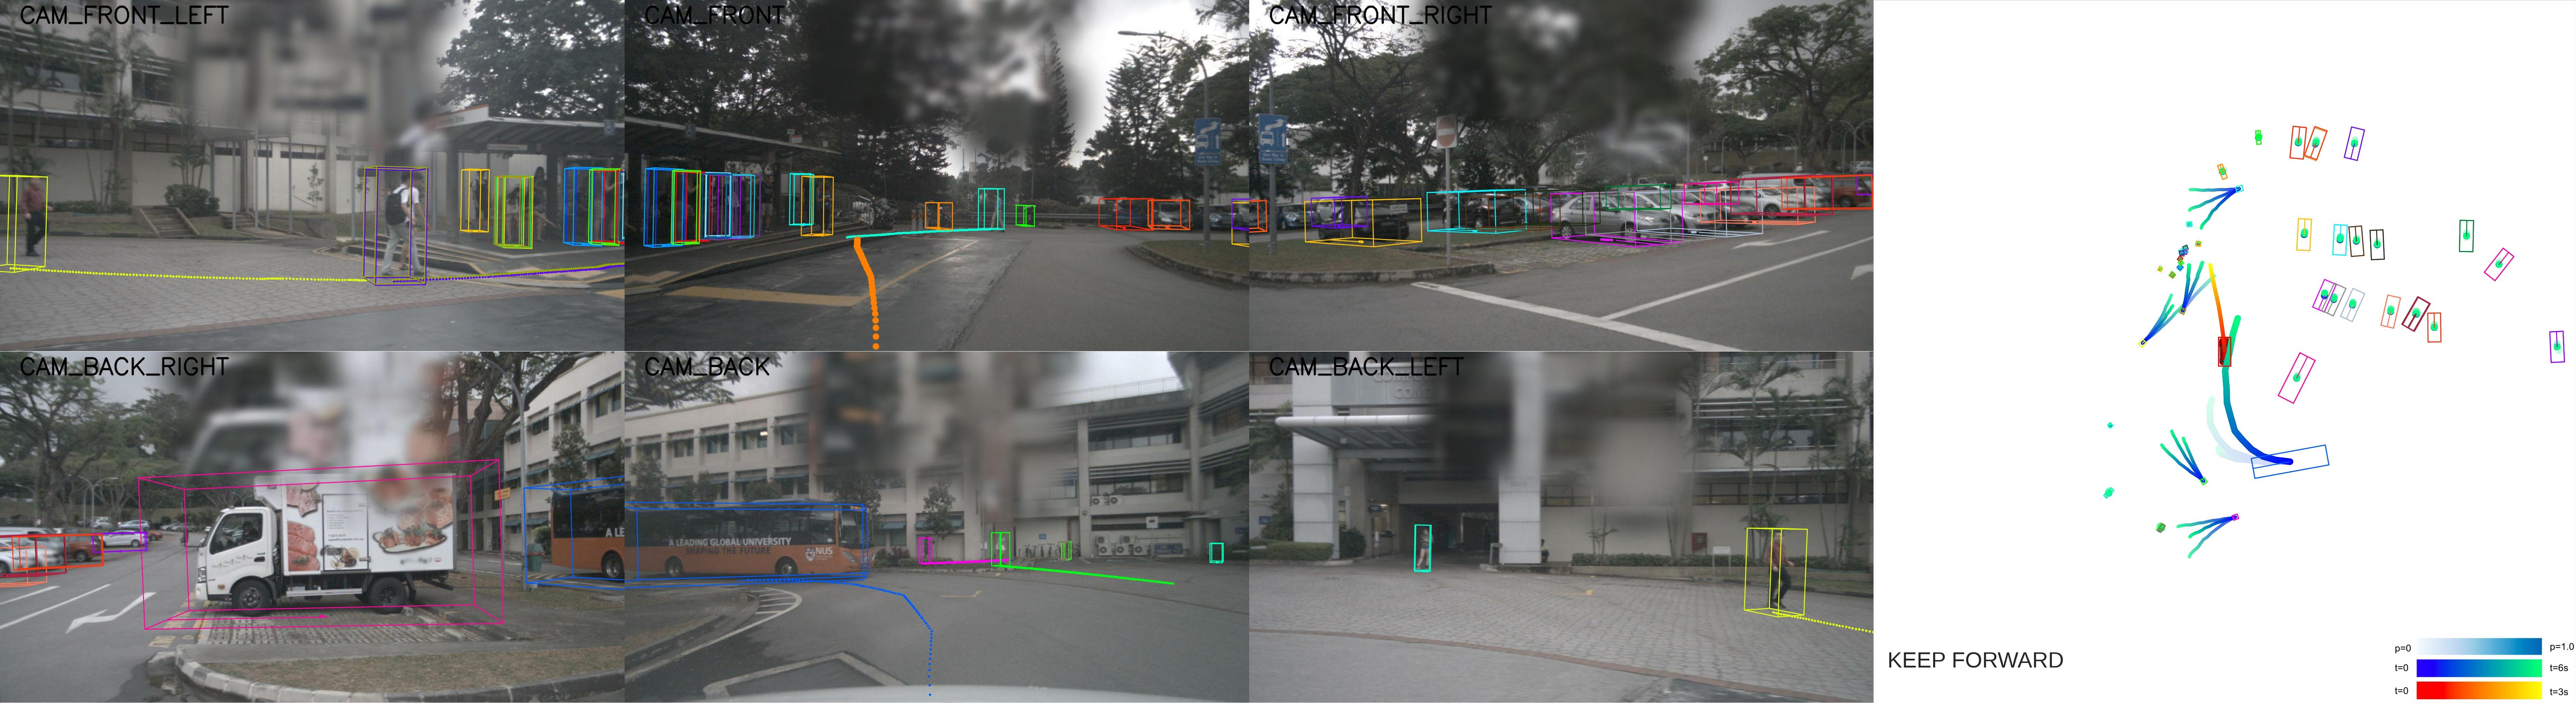 CAM_FRONT_LEFT
CAM_FRONT
CAM_FRONT_RIGHT
CAM_BACK_RIGHT
CAM_BACK
CAM_BACK_LEFT
A LE
A LEADING GLOBAL UNIVERSITY
SHAPING THE FUTURE
NUS
KEEP FORWARD
p=0
p=1.0
t=0
t=6s
t=0
t=3s